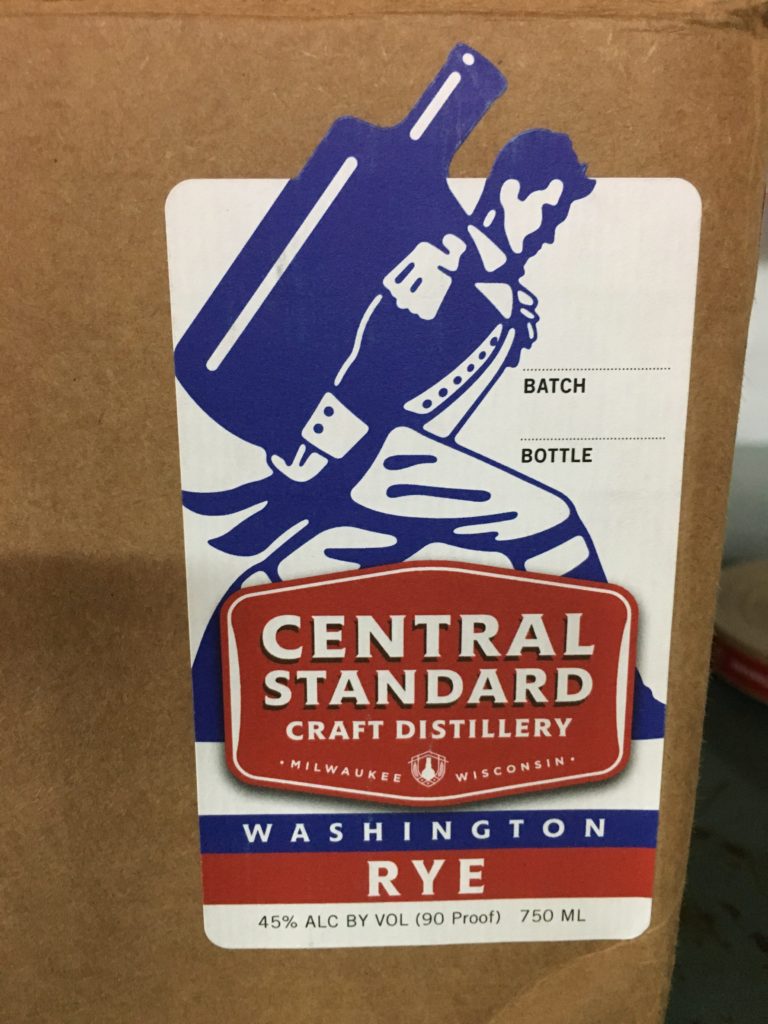 BATCH
BOTTLE
CENTRAL
STANDARD
CRAFT DISTILLERY
• MILWAUKEE WISCONSIN •
WASHINGTON
RYE
45% ALC BY VOL (90 Proof) 750 ML